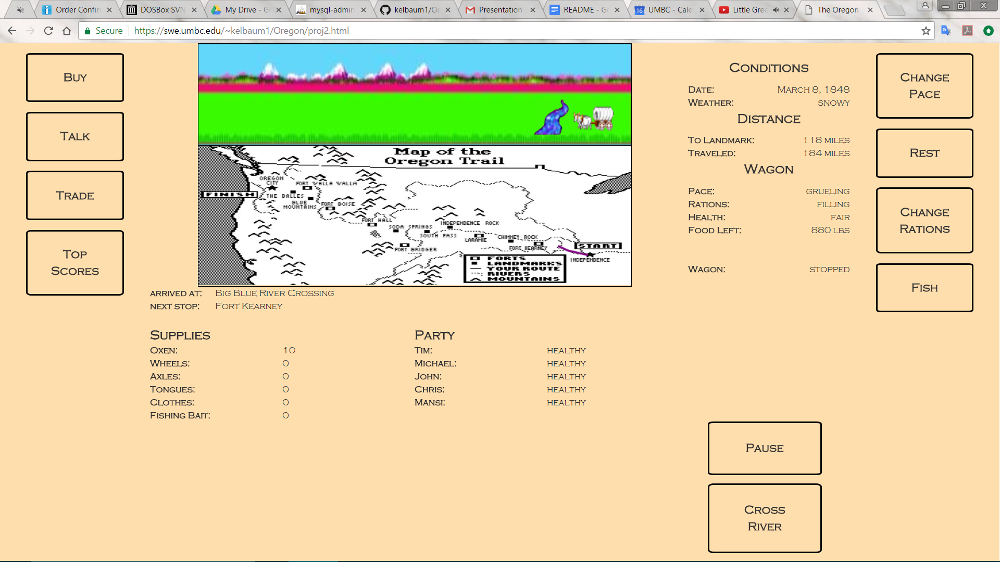 Order Confir
DOSBox SVN
My Drive - G
mysql-admin
kelbaum1/O
Presentation
README - G
UMBC - Cale
Little Gree
The Oregon
Secure
https://swe.umbc.edu/~kelbaum1/Oregon/proj2.html
Buy
Talk
Trade
Top
Scores
Map of the
Oregon Trail
OREGON
CITY
FORT WALLA WALLA
FINISH
THE DALLES
BLUE
MOUNTAINS
FORT BOISE
FORT HALL
SODA SPRINGS
INDEPENDENCE ROCK
SOUTH PASS
LARAMIE
CHIMNEY ROCK
FORT KEARNEY
START
FORT BRIDGER
INDEPENDENCE
FORTS
LANDMARKS
YOUR ROUTE
RIVERS
MOUNTAINS
arrived at: Big Blue River Crossing
next stop: Fort Kearney
Supplies
Oxen: 10
Wheels: 0
Axles: 0
Tongues: 0
Clothes: 0
Fishing Bait: 0
Party
Tim: healthy
Michael: healthy
John: healthy
Chris: healthy
Mansi: healthy
Conditions
Date: March 8, 1848
Weather: snowy
Distance
To Landmark: 118 miles
Traveled: 184 miles
Wagon
Pace: grueling
Rations: filling
Health: fair
Food Left: 880 lbs
Wagon: stopped
Change
Pace
Rest
Change
Rations
Fish
Pause
Cross
River